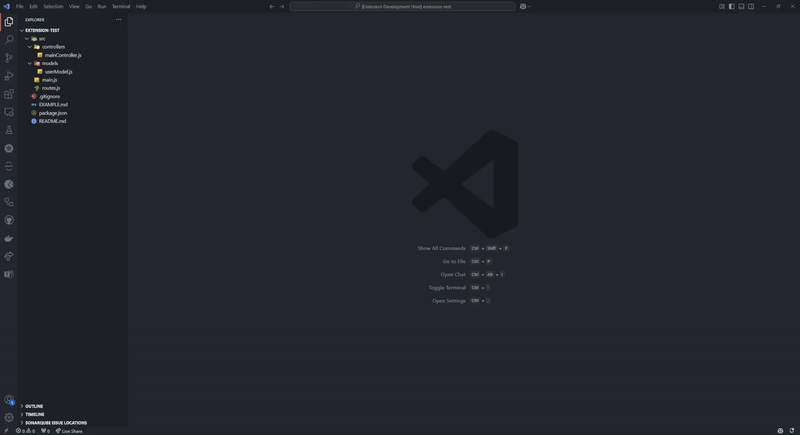 File Edit Selection View Go Run Terminal Help
[Extension Development Host] extension-test
EXPLORER
EXTENSION-TEST
src
controllers
mainController.js
models
userModel.js
main.js
routes.js
.gitignore
EXAMPLE.md
package.json
README.md
Show All Commands Ctrl + Shift + P
Go to File Ctrl + P
Open Chat Ctrl + Alt + I
Toggle Terminal Ctrl +
Open Settings Ctrl + ,
OUTLINE
TIMELINE
SONARQUBE ISSUE LOCATIONS
0 0 0 Live Share